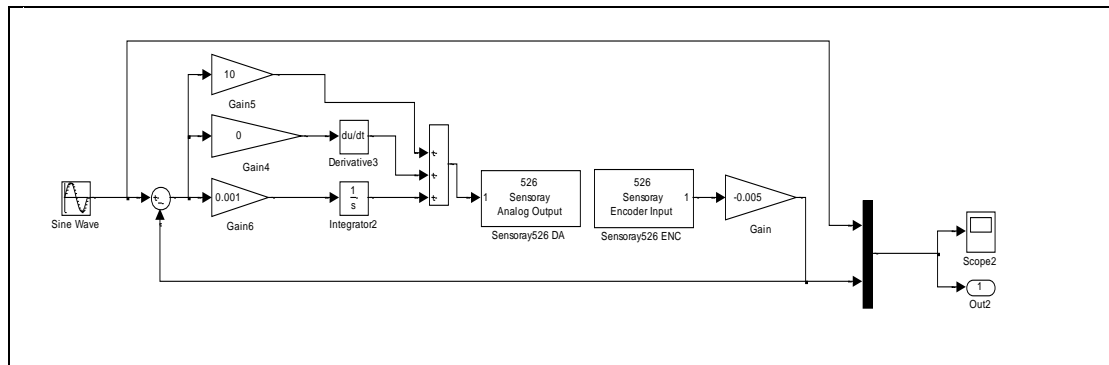 10
Gain5
0
Gain4
du/dt
Derivative3
0.001
Gain6
1
s
Integrator2
Sine Wave
+
-
+
+
+
526
Sensoray
Analog Output
1
Sensoray526 DA
526
Sensoray
Encoder Input
1
Sensoray526 ENC
-0.005
Gain
Scope2
1
Out2